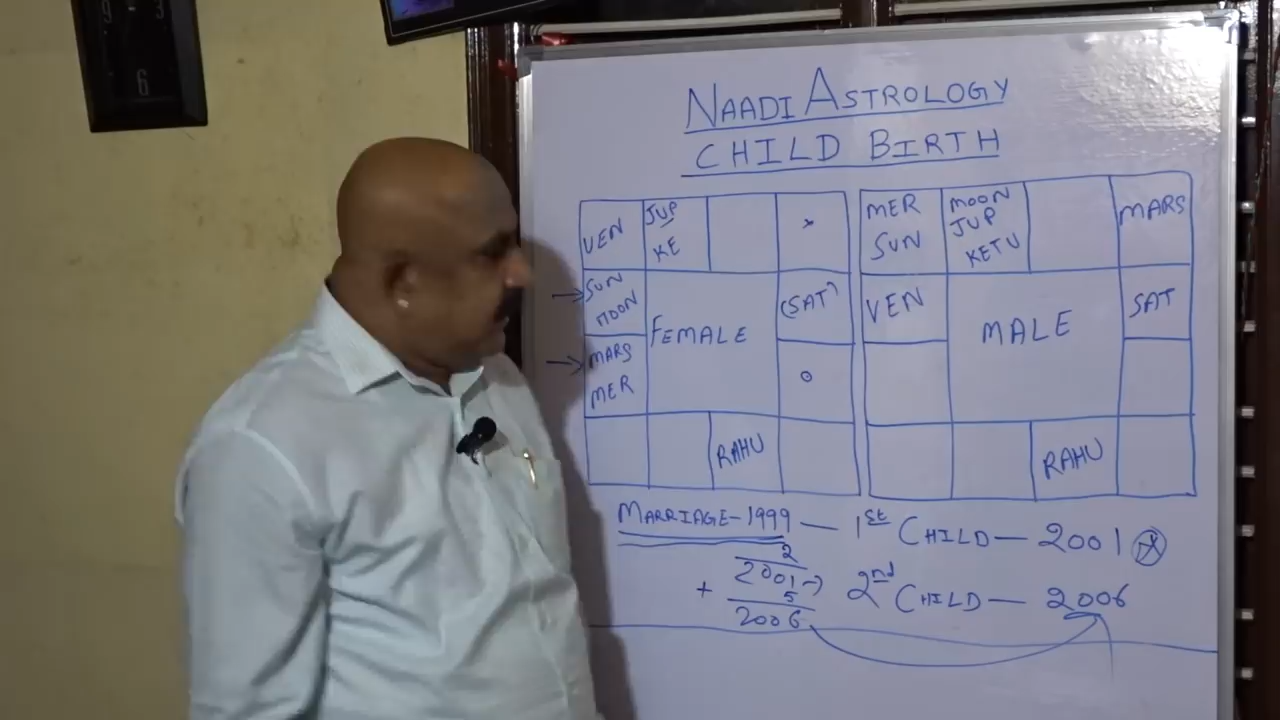 NAADI ASTROLOGY
CHILD BIRTH
VEN
JUP
KE
x
SUN
MOON
FEMALE
(SAT)
MARS
MER
o
RAHU
MER
SUN
MOON
JUP
KETU
MARS
VEN
MALE
SAT
RAHU
MARRIAGE-1999 — 1st CHILD — 2001
2
2001 → 2nd CHILD — 2006
+ 5
2006
6